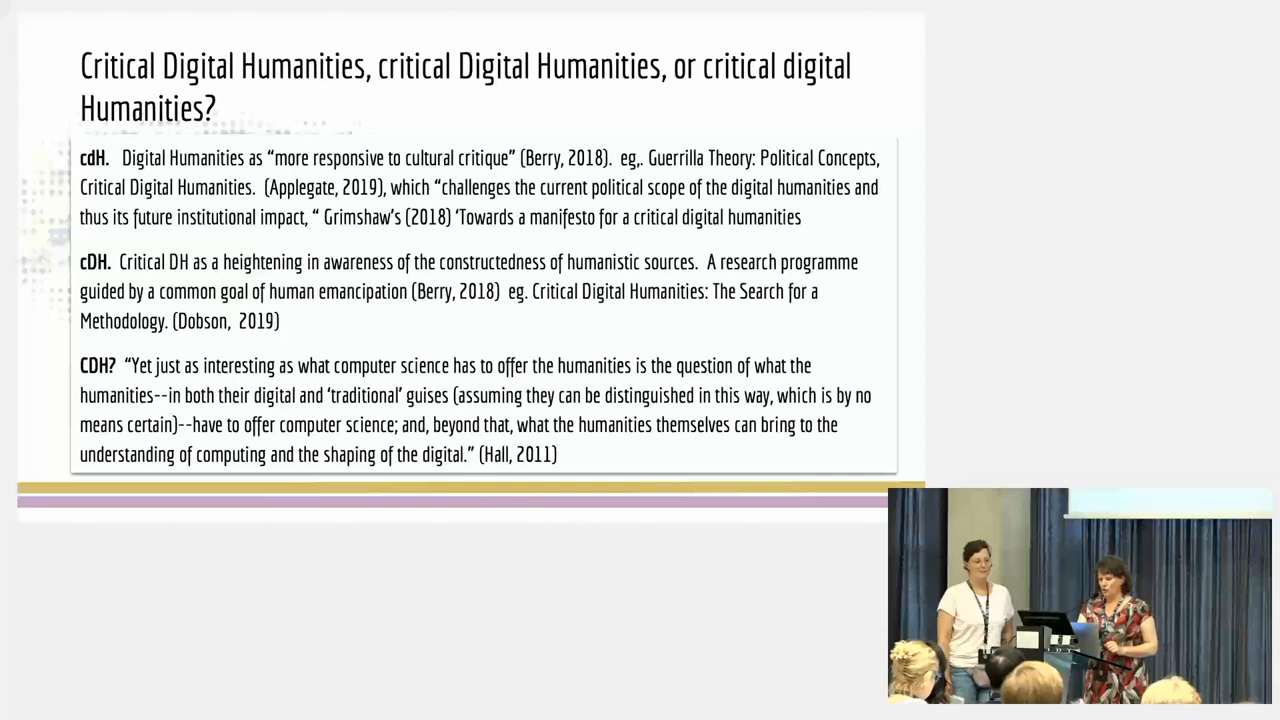 Critical Digital Humanities, critical Digital Humanities, or critical digital
Humanities?
cdH. Digital Humanities as “more responsive to cultural critique” (Berry, 2018). eg,. Guerrilla Theory: Political Concepts,
Critical Digital Humanities. (Applegate, 2019), which “challenges the current political scope of the digital humanities and
thus its future institutional impact, “ Grimshaw’s (2018) ‘Towards a manifesto for a critical digital humanities
cDH. Critical DH as a heightening in awareness of the constructedness of humanistic sources. A research programme
guided by a common goal of human emancipation (Berry, 2018) eg. Critical Digital Humanities: The Search for a
Methodology. (Dobson, 2019)
CDH? “Yet just as interesting as what computer science has to offer the humanities is the question of what the
humanities--in both their digital and ‘traditional’ guises (assuming they can be distinguished in this way, which is by no
means certain)--have to offer computer science; and, beyond that, what the humanities themselves can bring to the
understanding of computing and the shaping of the digital.” (Hall, 2011)